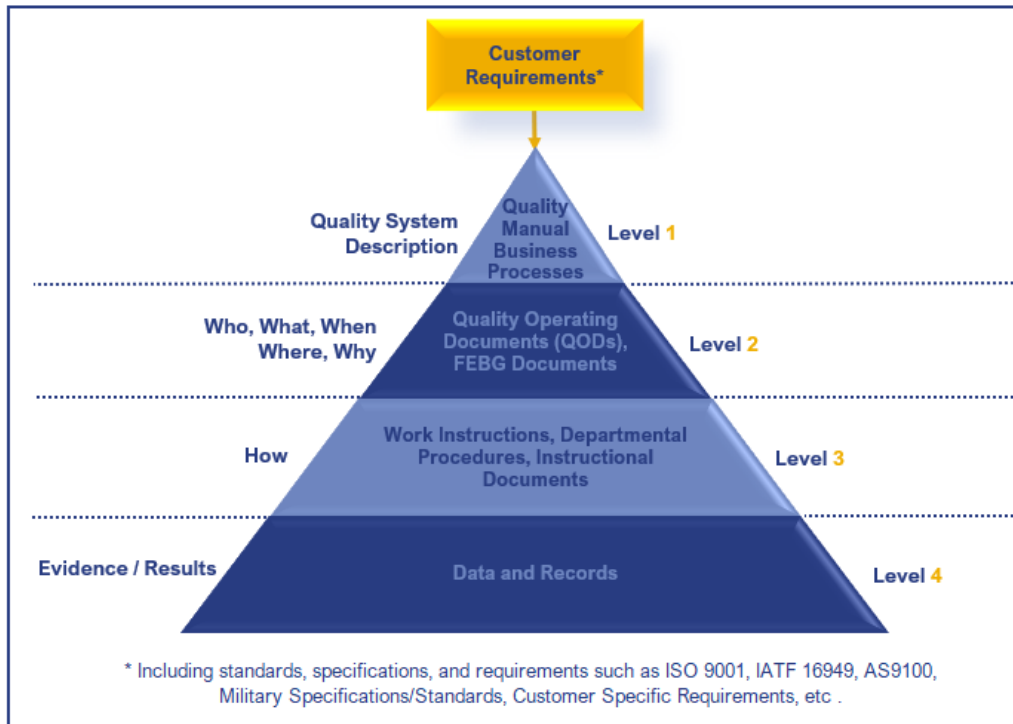 Customer
Requirements*
Quality System
Description
Quality
Manual
Business
Processes
Level 1
Who, What, When
Where, Why
Quality Operating
Documents (QODs),
FEBG Documents
Level 2
How
Work Instructions, Departmental
Procedures, Instructional
Documents
Level 3
Evidence / Results
Data and Records
Level 4
* Including standards, specifications, and requirements such as ISO 9001, IATF 16949, AS9100,
Military Specifications/Standards, Customer Specific Requirements, etc .